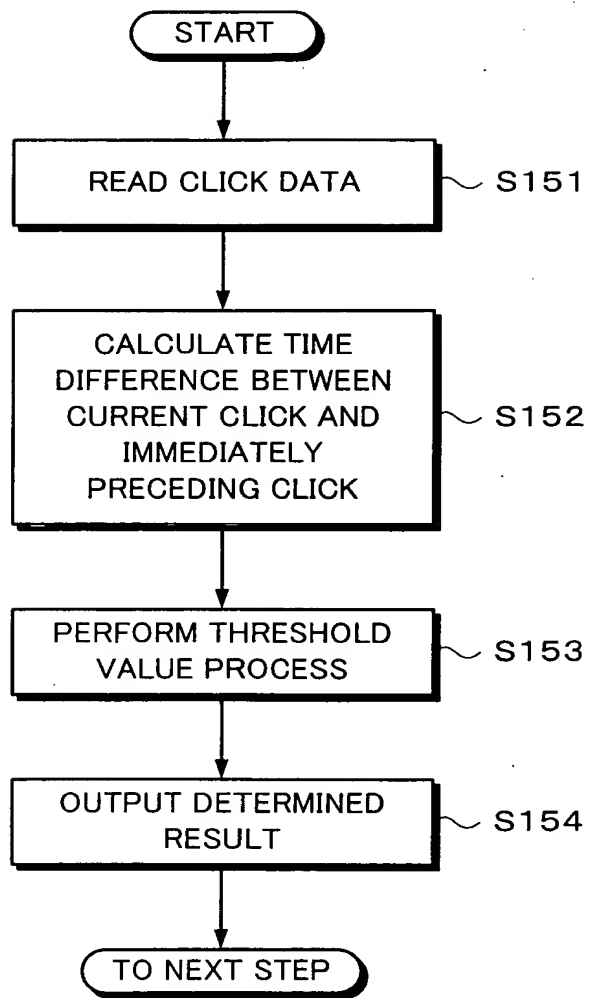 START
READ CLICK DATA
S151
CALCULATE TIME
DIFFERENCE BETWEEN
CURRENT CLICK AND
IMMEDIATELY
PRECEDING CLICK
S152
PERFORM THRESHOLD
VALUE PROCESS
S153
OUTPUT DETERMINED
RESULT
S154
TO NEXT STEP